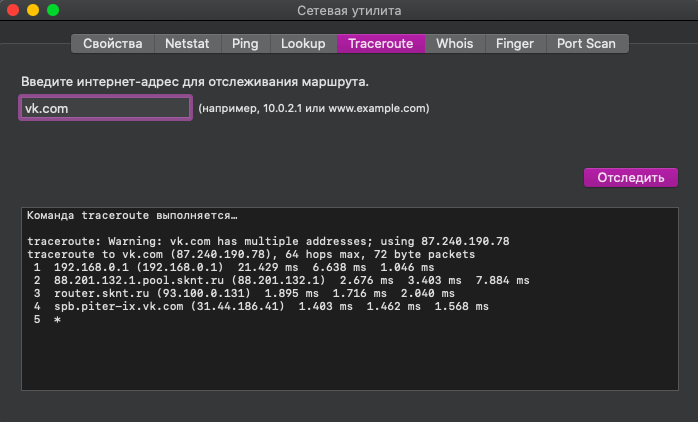 Сетевая утилита
Свойства Netstat Ping Lookup Traceroute Whois Finger Port Scan
Введите интернет-адрес для отслеживания маршрута.
vk.com (например, 10.0.2.1 или www.example.com)
Отследить
Команда traceroute выполняется…
traceroute: Warning: vk.com has multiple addresses; using 87.240.190.78
traceroute to vk.com (87.240.190.78), 64 hops max, 72 byte packets
1 192.168.0.1 (192.168.0.1) 21.429 ms 6.638 ms 1.046 ms
2 88.201.132.1.pool.sknt.ru (88.201.132.1) 2.676 ms 3.403 ms 7.884 ms
3 router.sknt.ru (93.100.0.131) 1.895 ms 1.716 ms 2.040 ms
4 spb.piter-ix.vk.com (31.44.186.41) 1.403 ms 1.462 ms 1.568 ms
5 *